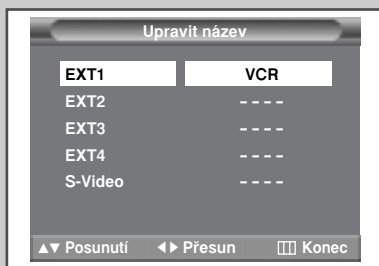 Upravit název
EXT1 VCR
EXT2 - - - -
EXT3 - - - -
EXT4 - - - -
S-Video - - - -
▲▼ Posunutí ◄► Přesun Konec